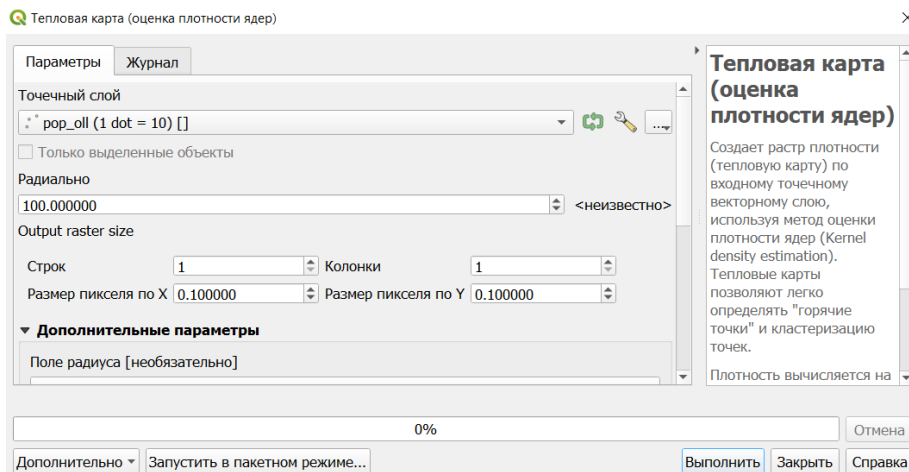 Тепловая карта (оценка плотности ядер)
Параметры Журнал
Точечный слой
pop_oll (1 dot = 10) []
...
Только выделенные объекты
Радиально
100.000000 <неизвестно>
Output raster size
Строк 1 Колонки 1
Размер пикселя по X 0.100000 Размер пикселя по Y 0.100000
Дополнительные параметры
Поле радиуса [необязательно]
Тепловая карта
(оценка
плотности ядер)
Создает растр плотности
(тепловую карту) по
входному точечному
векторному слою,
используя метод оценки
плотности ядер (Kernel
density estimation).
Тепловые карты
позволяют легко
определять "горячие
точки" и кластеризацию
точек.
Плотность вычисляется на
0% Отмена
Дополнительно Запустить в пакетном режиме... Выполнить Закрыть Справка